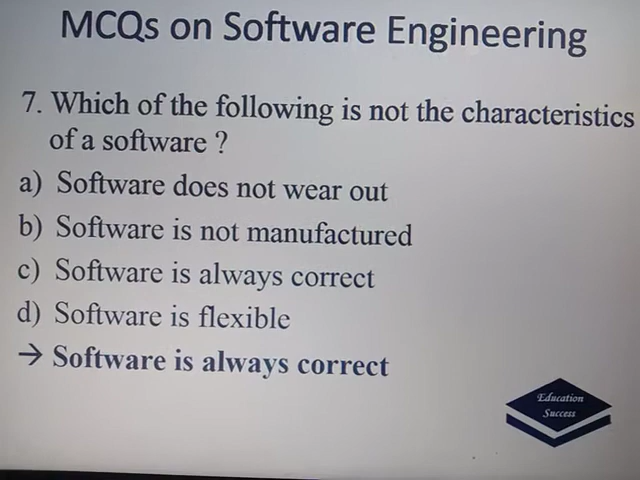 MCQs on Software Engineering
7. Which of the following is not the characteristics
of a software ?
a) Software does not wear out
b) Software is not manufactured
c) Software is always correct
d) Software is flexible
→ Software is always correct
Education
Success